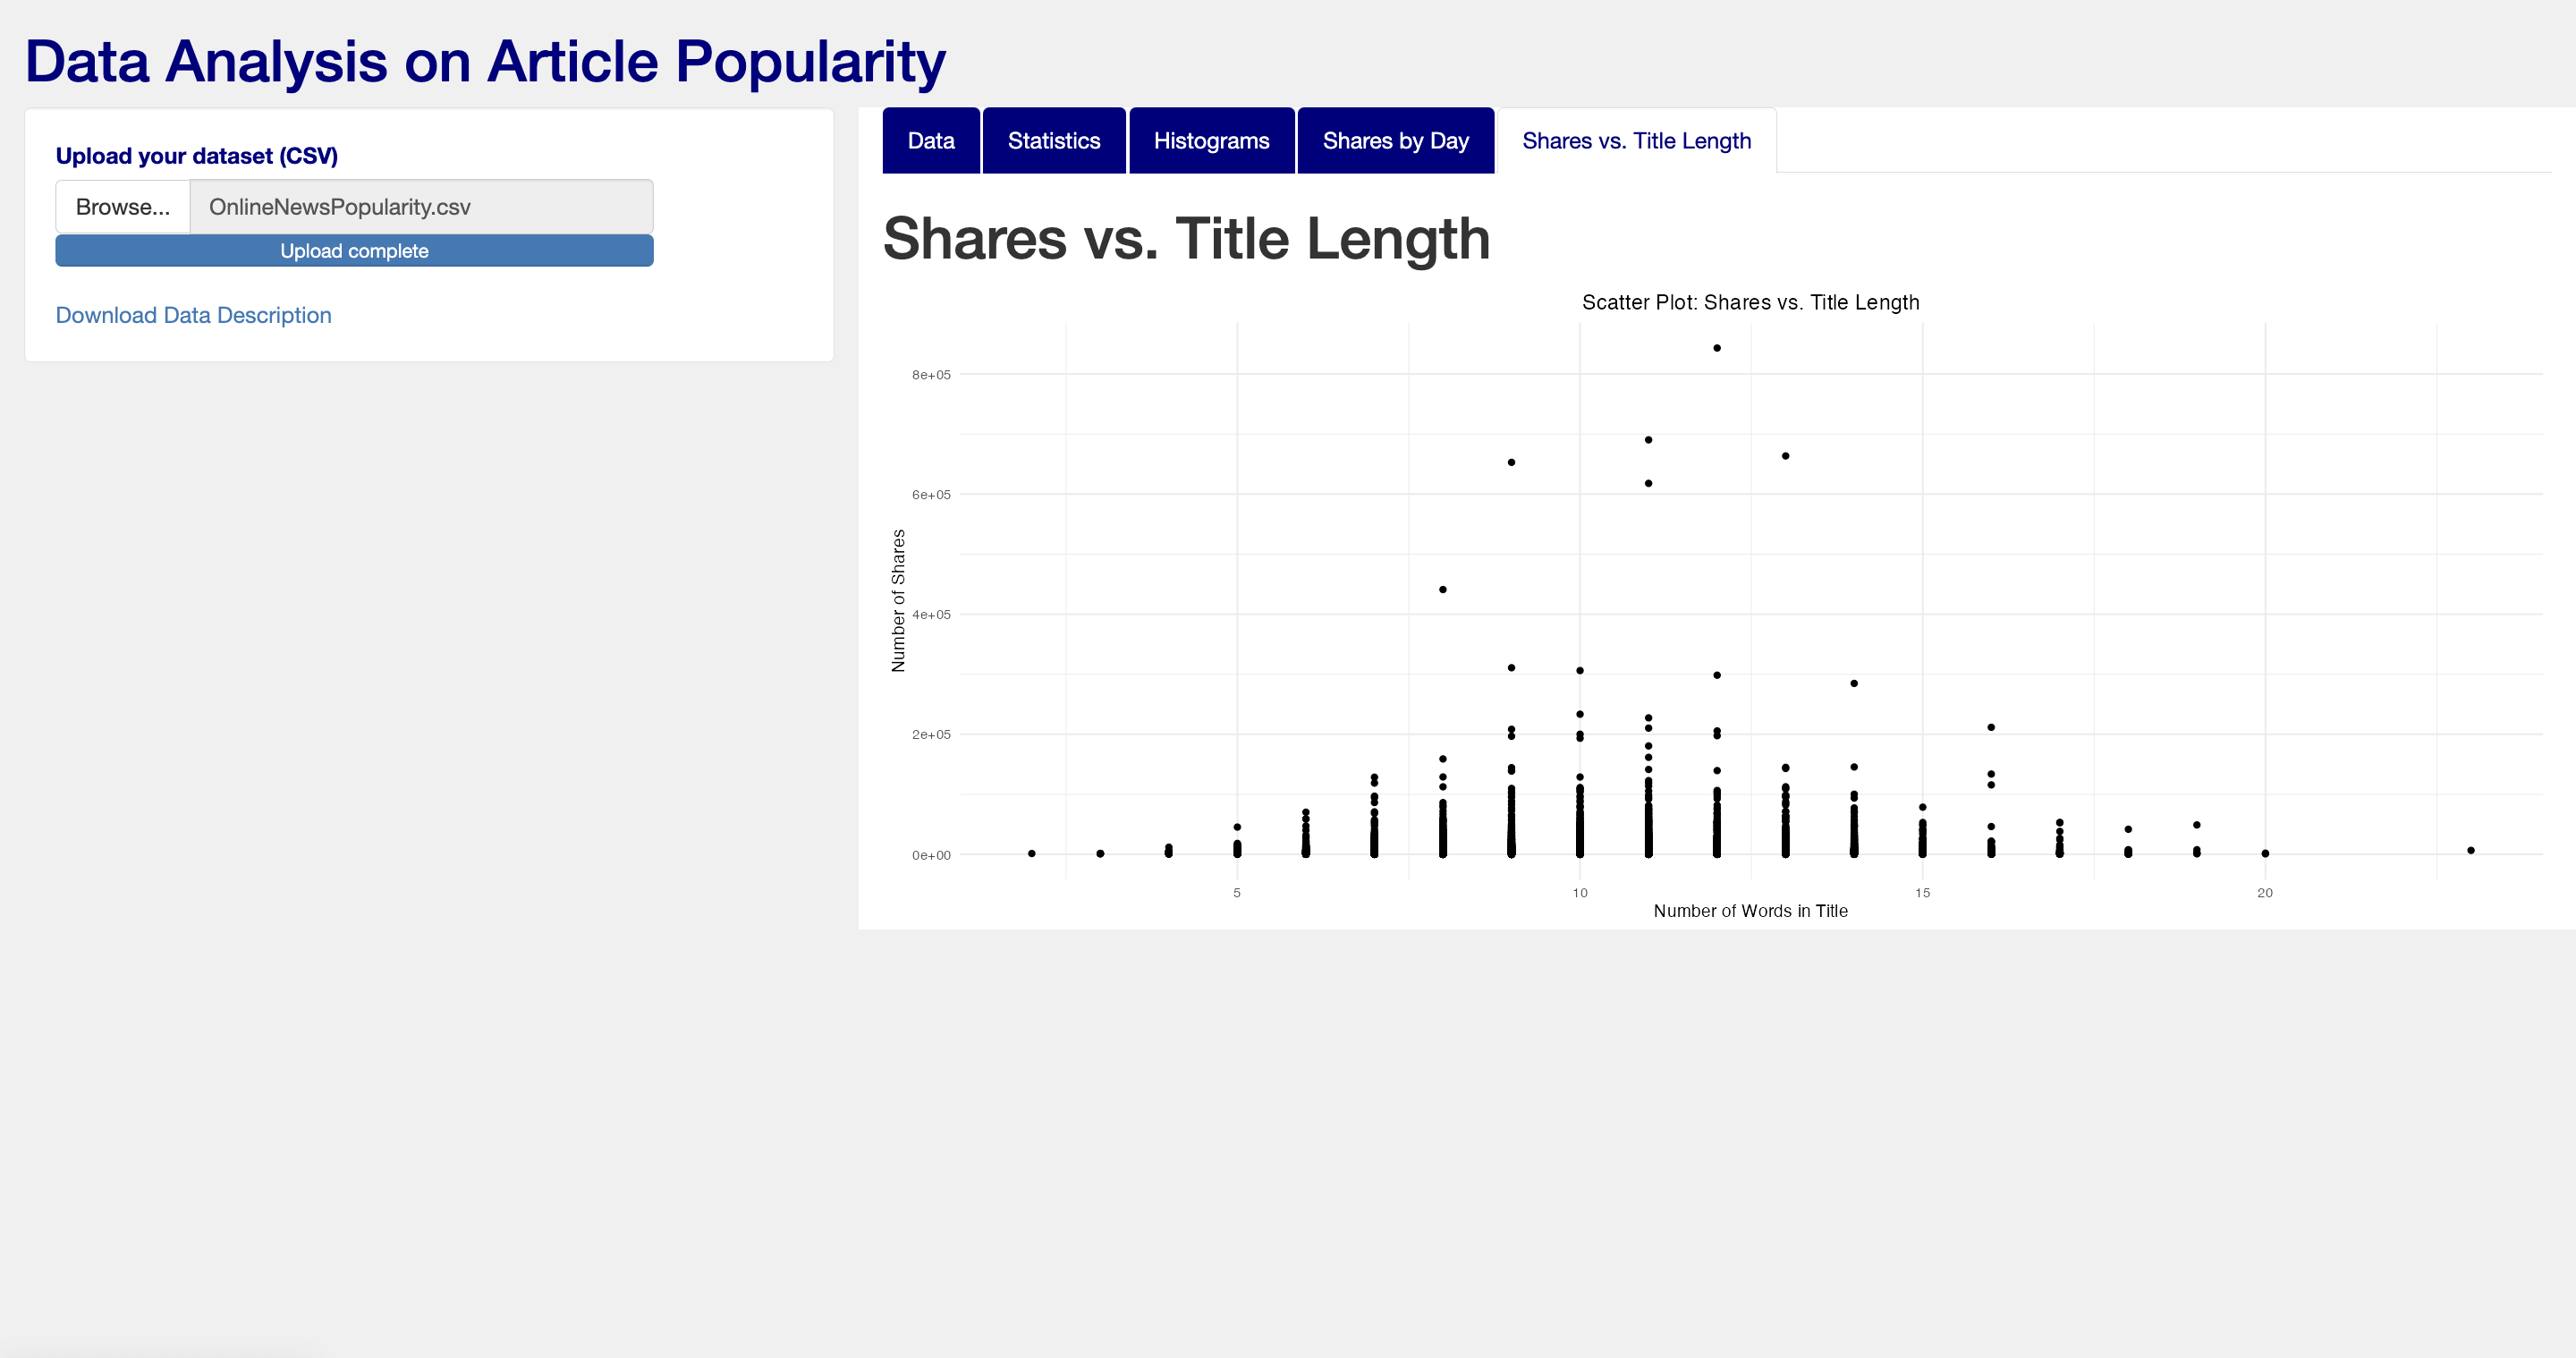 Data Analysis on Article Popularity
Upload your dataset (CSV)
Browse... OnlineNewsPopularity.csv
Upload complete
Download Data Description
Data Statistics Histograms Shares by Day Shares vs. Title Length
Shares vs. Title Length
Scatter Plot: Shares vs. Title Length
8e+05
6e+05
4e+05
2e+05
0e+00
Number of Shares
5 10 15 20
Number of Words in Title